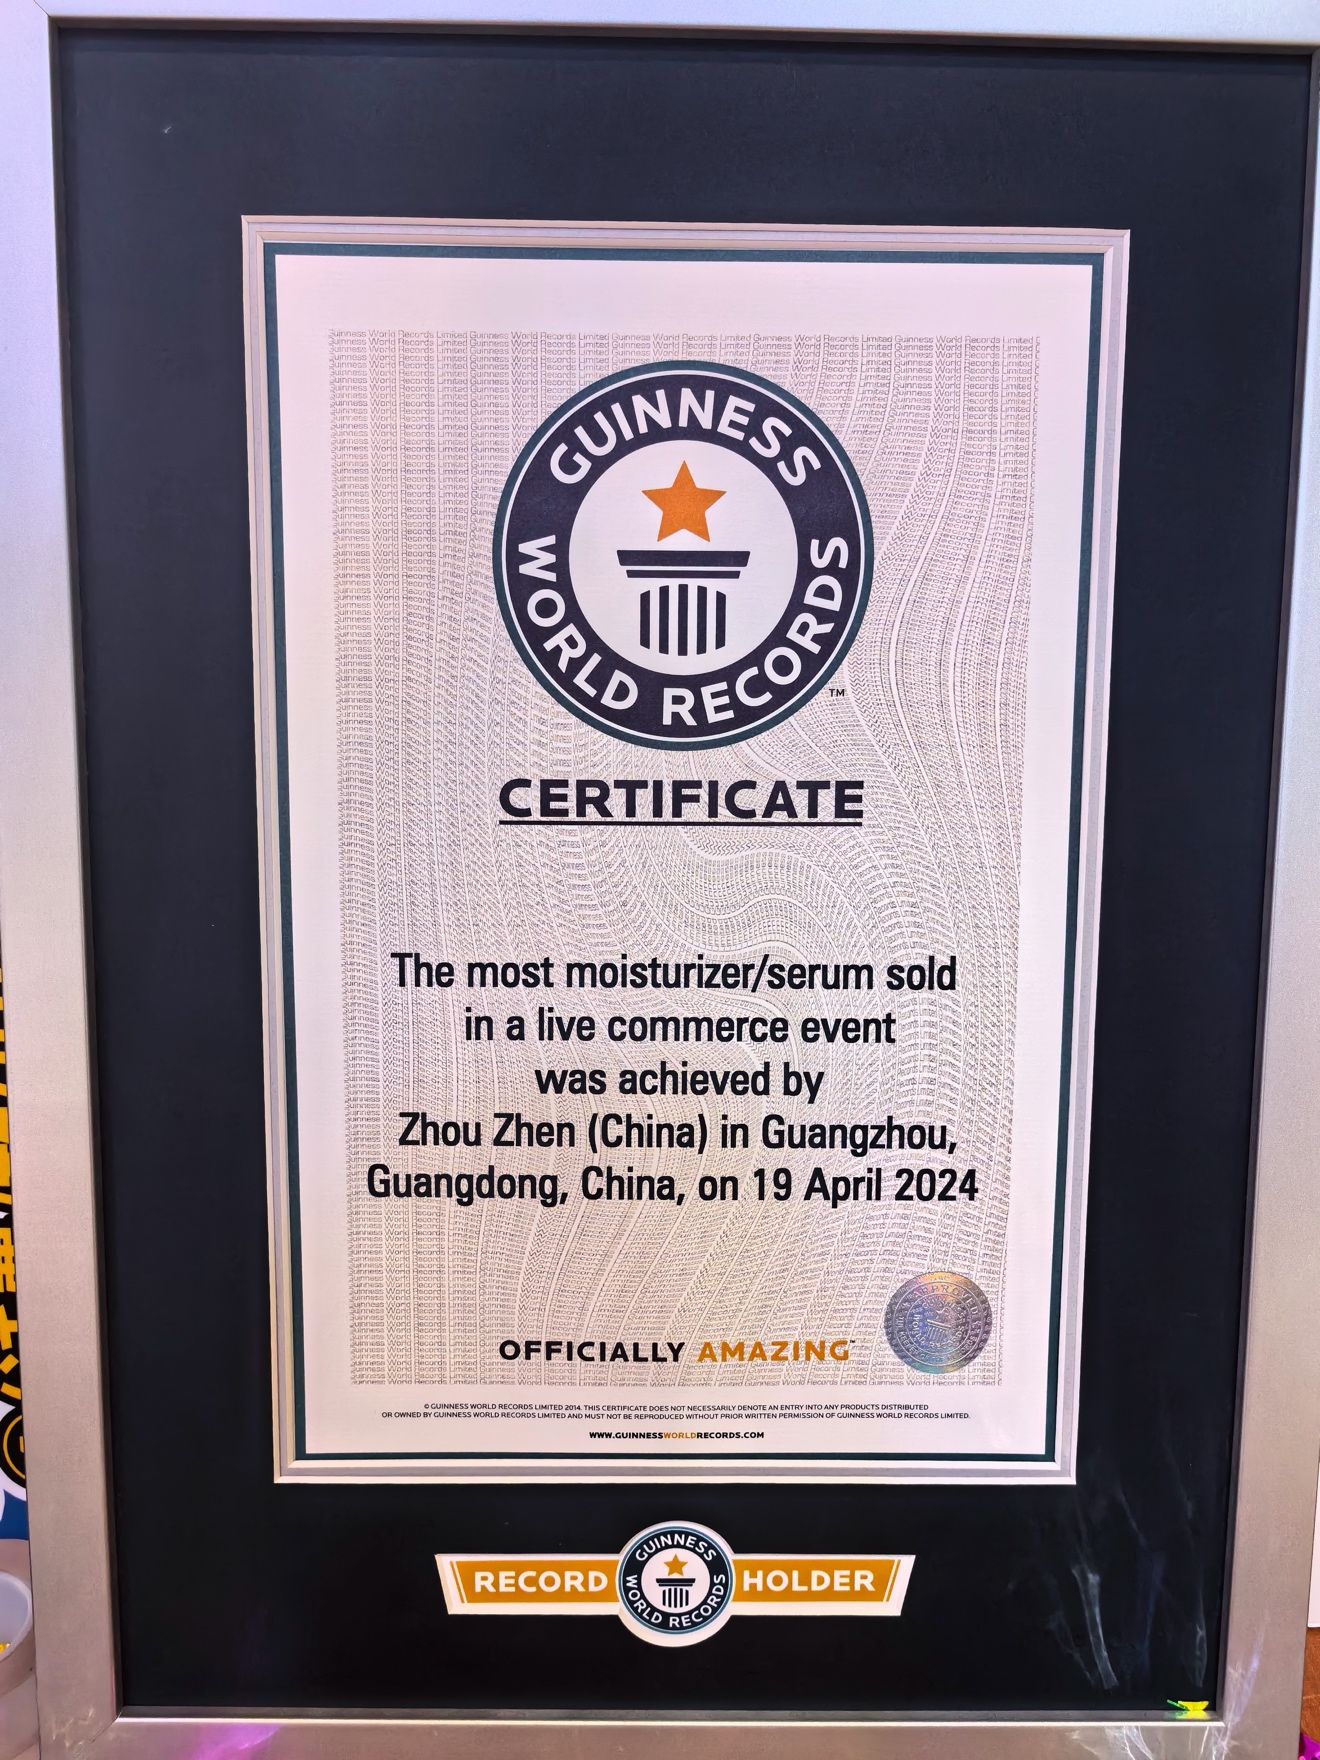 GUINNESS
WORLD RECORDS
TM
CERTIFICATE
The most moisturizer/serum sold
in a live commerce event
was achieved by
Zhou Zhen (China) in Guangzhou,
Guangdong, China, on 19 April 2024
OFFICIALLY AMAZING™
© GUINNESS WORLD RECORDS LIMITED 2014. THIS CERTIFICATE DOES NOT NECESSARILY DENOTE AN ENTRY INTO ANY PRODUCTS DISTRIBUTED
OR OWNED BY GUINNESS WORLD RECORDS LIMITED AND MUST NOT BE REPRODUCED WITHOUT PRIOR WRITTEN PERMISSION OF GUINNESS WORLD RECORDS LIMITED.
WWW.GUINNESSWORLDRECORDS.COM
RECORD
GUINNESS
WORLD RECORDS
HOLDER